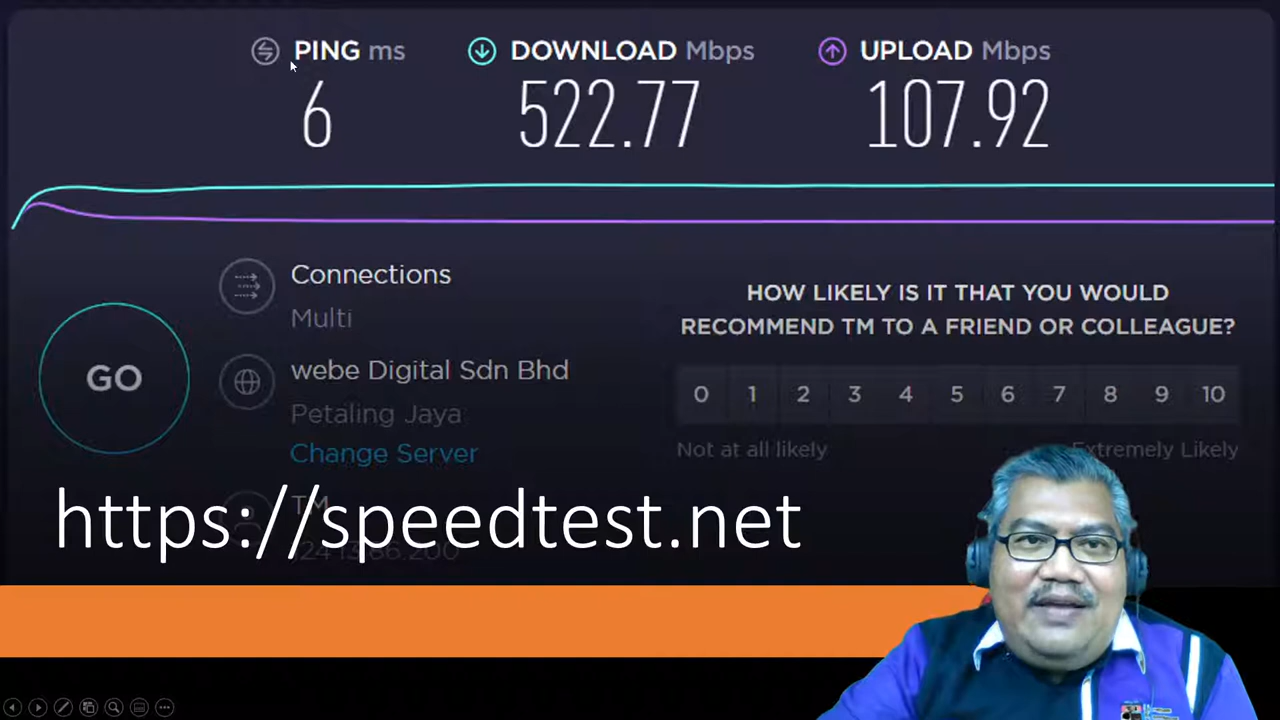 PING ms
DOWNLOAD Mbps
UPLOAD Mbps
6
522.77
107.92
Connections
Multi
webe Digital Sdn Bhd
Petaling Jaya
Change Server
HOW LIKELY IS IT THAT YOU WOULD
RECOMMEND TM TO A FRIEND OR COLLEAGUE?
0 1 2 3 4 5 6 7 8 9 10
Not at all likely
Extremely Likely
GO
TM
https://speedtest.net